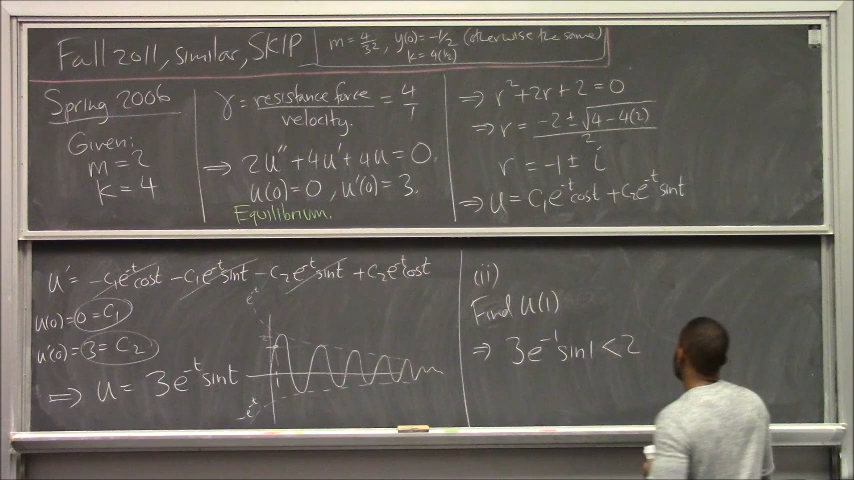 Fall 2011, similar, SKIP
m = 4/32, y(0) = -1/2 (otherwise the same)
k = 4(½)
Spring 2006
Given:
m = 2
k = 4
γ = resistance force / velocity. = 4/1
⇒ 2u'' + 4u' + 4u = 0.
u(0) = 0, u'(0) = 3.
Equilibrium.
⇒ r² + 2r + 2 = 0
⇒ r = (-2 ± √(4 - 4(2))) / 2
r = -1 ± i
⇒ u = C₁e^-t cost + C₂e^-t sint
u' = -C₁e^-t cost - C₁e^-t sint - C₂e^-t sint + C₂e^-t cost
u(0) = 0 = C₁
u'(0) = 3 = C₂
⇒ u = 3e^-t sint
e^-t
-e^-t
(ii)
Find u(1)
⇒ 3e^-1 sin1 < 2